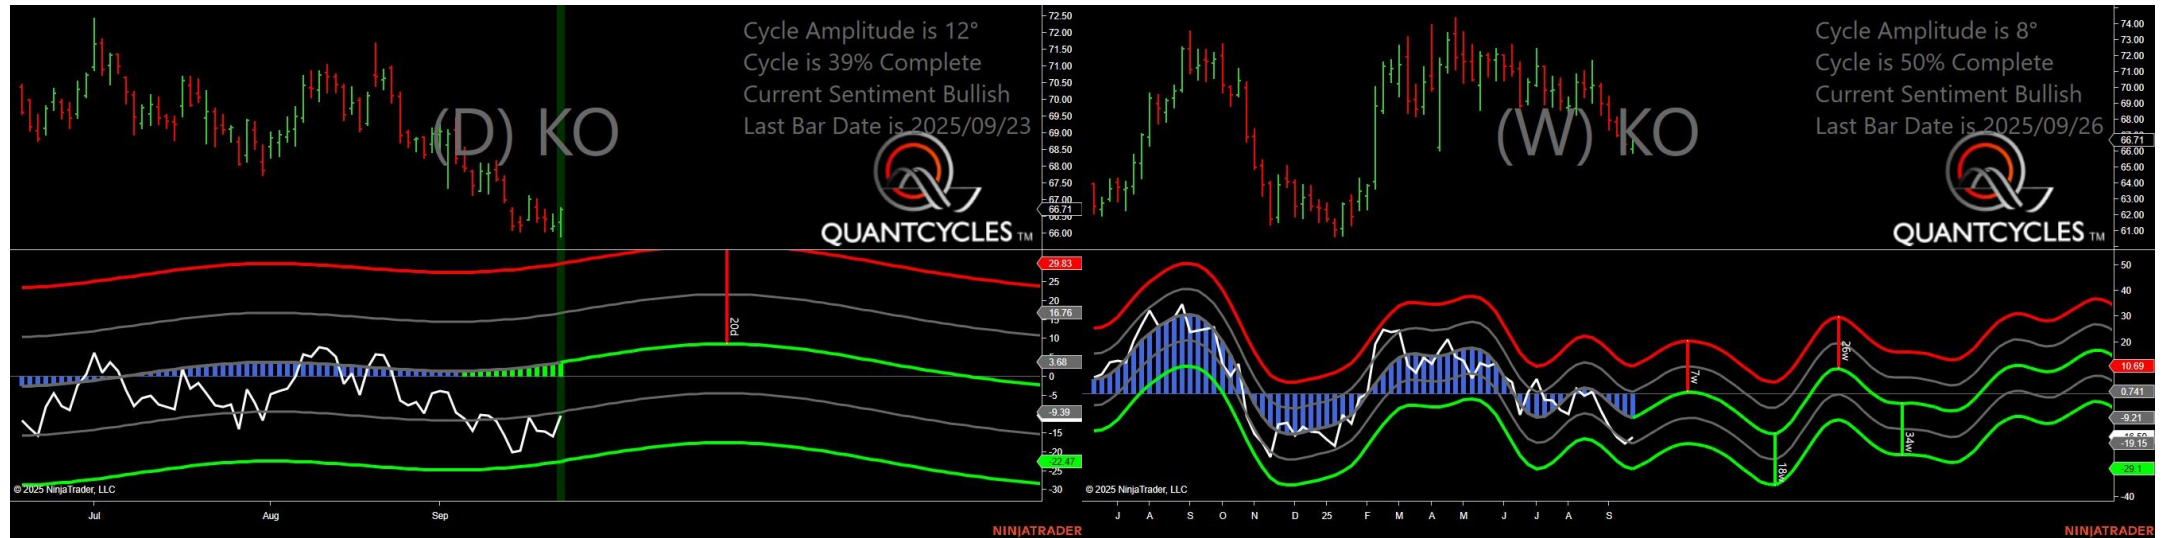 Cycle Amplitude is 12°
Cycle is 39% Complete
Current Sentiment Bullish
Last Bar Date is 2025/09/23
(D) KO
QUANTCYCLES TM
72.50
72.00
71.50
71.00
70.50
70.00
69.50
69.00
68.50
68.00
67.50
67.00
66.71
66.00
29.83
25
20
16.76
15
10
3.68
0
-5
-9.39
-15
-20
-22.47
-25
-30
20d
© 2025 NinjaTrader, LLC
Jul Aug Sep
NINJATRADER
Cycle Amplitude is 8°
Cycle is 50% Complete
Current Sentiment Bullish
Last Bar Date is 2025/09/26
(W) KO
QUANTCYCLES TM
74.00
73.00
72.00
71.00
70.00
69.00
68.00
66.71
66.00
65.00
64.00
63.00
62.00
61.00
50
40
30
20
10.69
0.741
-9.21
-19.15
-29.1
-40
7w
18w
26w
34w
© 2025 NinjaTrader, LLC
J A S O N D 25 F M A M J J A S
NINJATRADER